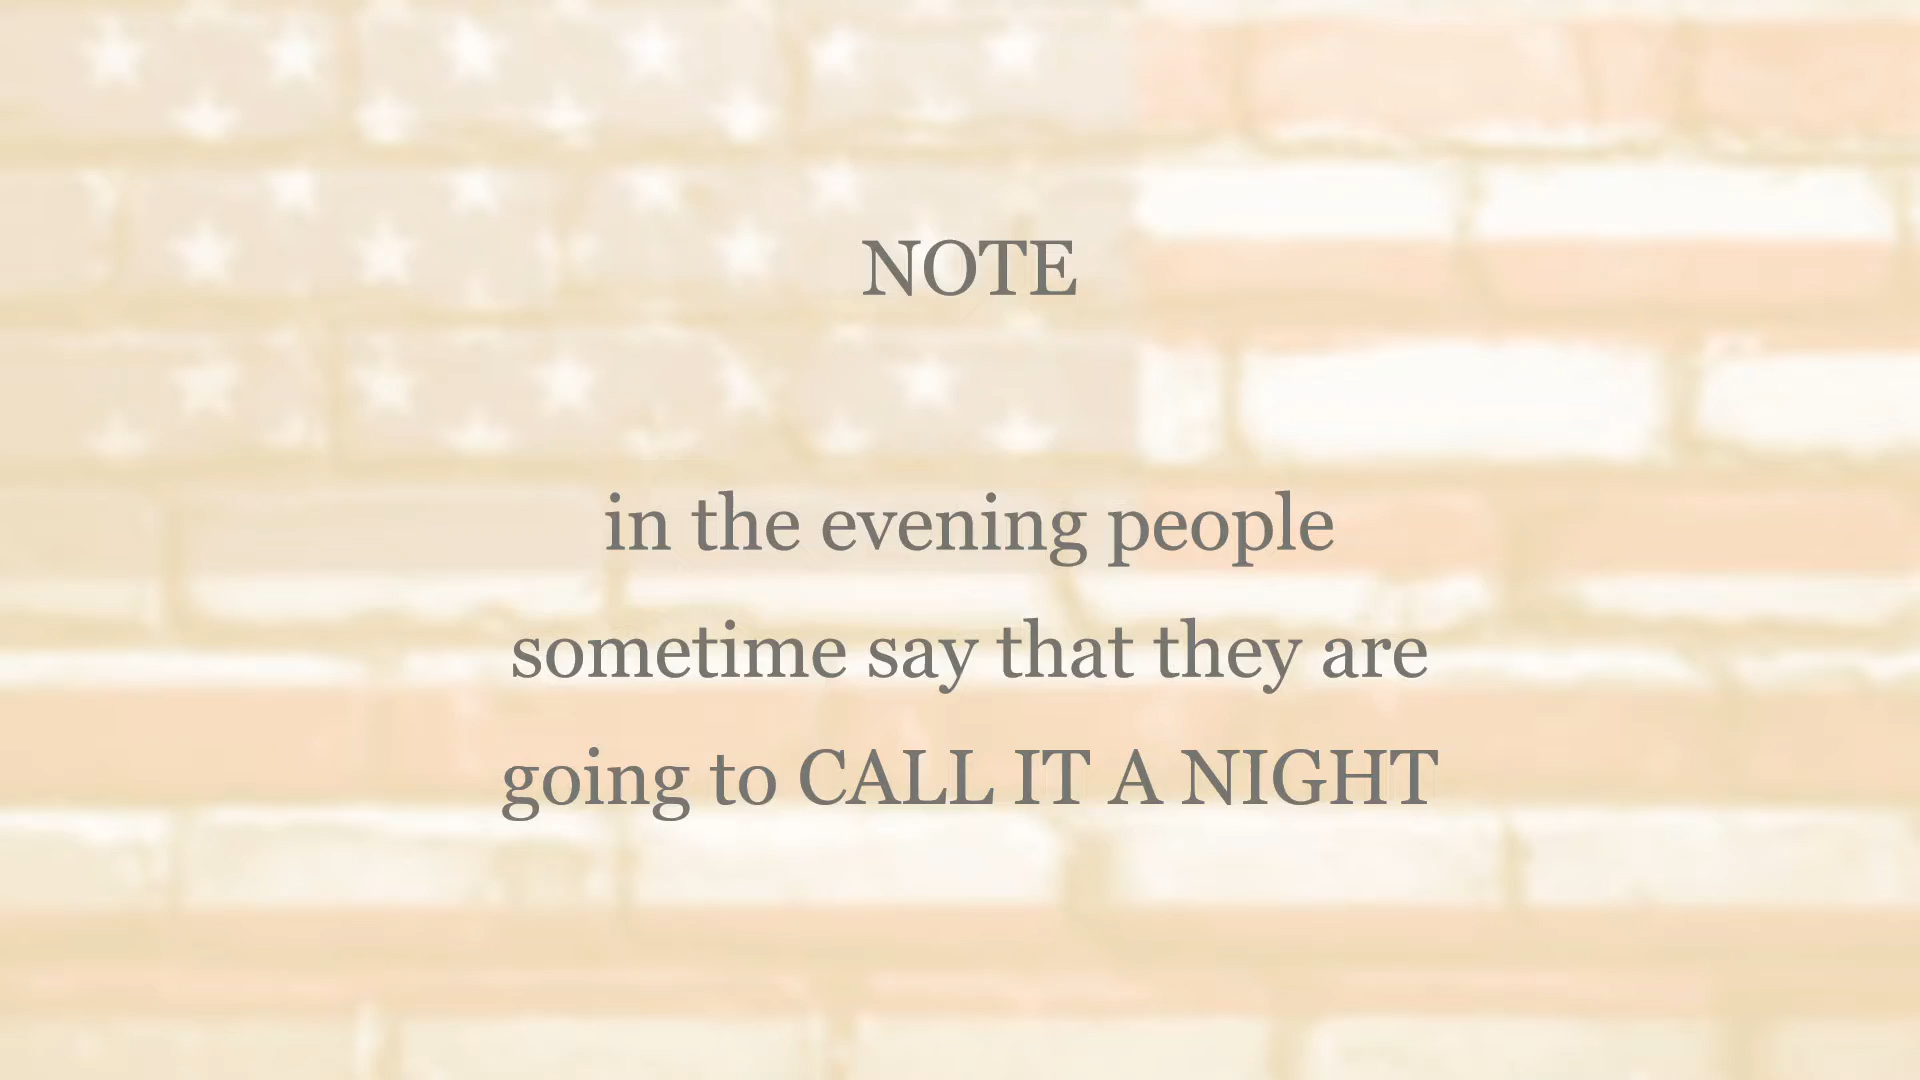 NOTE
in the evening people
sometime say that they are
going to CALL IT A NIGHT